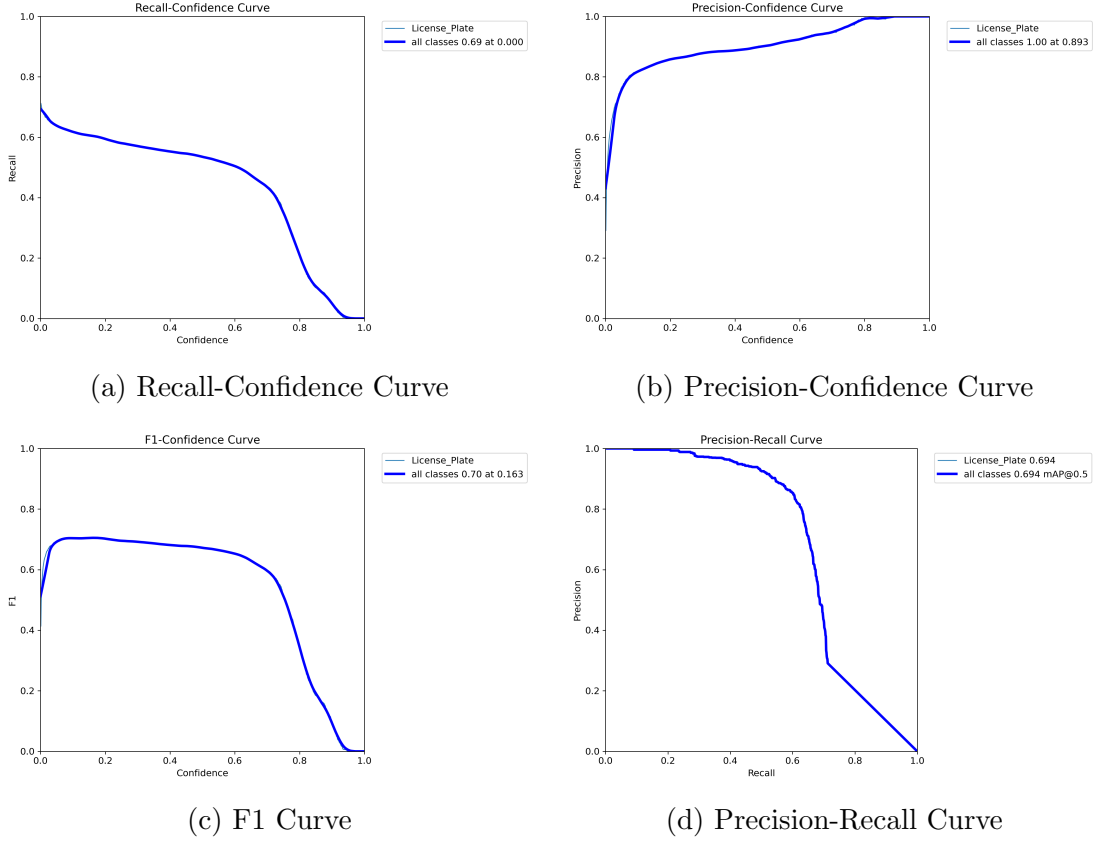 Recall-Confidence Curve
1.0
0.8
0.6
0.4
0.2
0.0
Recall
0.0 0.2 0.4 0.6 0.8 1.0
Confidence
License_Plate
all classes 0.69 at 0.000
(a) Recall-Confidence Curve
Precision-Confidence Curve
1.0
0.8
0.6
0.4
0.2
0.0
Precision
0.0 0.2 0.4 0.6 0.8 1.0
Confidence
License_Plate
all classes 1.00 at 0.893
(b) Precision-Confidence Curve
F1-Confidence Curve
1.0
0.8
0.6
0.4
0.2
0.0
F1
0.0 0.2 0.4 0.6 0.8 1.0
Confidence
License_Plate
all classes 0.70 at 0.163
(c) F1 Curve
Precision-Recall Curve
1.0
0.8
0.6
0.4
0.2
0.0
Precision
0.0 0.2 0.4 0.6 0.8 1.0
Recall
License_Plate 0.694
all classes 0.694 mAP@0.5
(d) Precision-Recall Curve